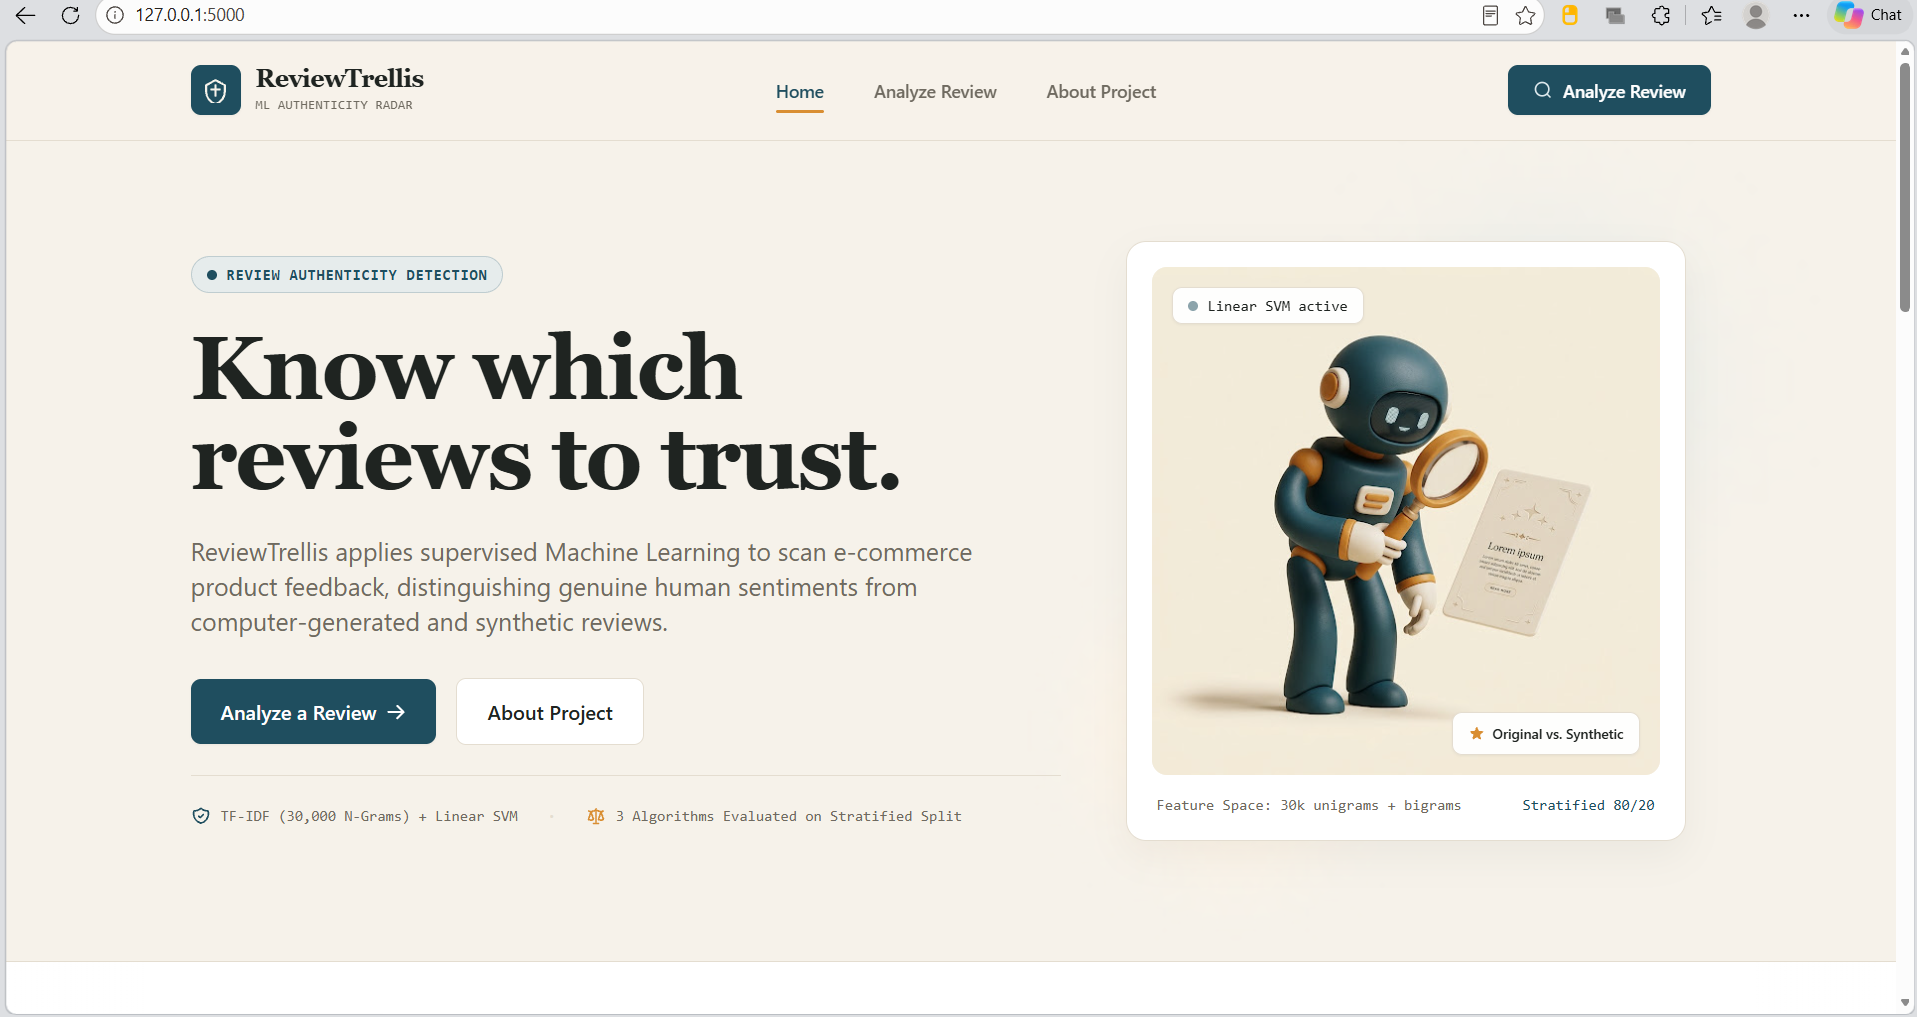 127.0.0.1:5000
Chat
ReviewTrellis
ML AUTHENTICITY RADAR
Home
Analyze Review
About Project
Analyze Review
REVIEW AUTHENTICITY DETECTION
Know which
reviews to trust.
ReviewTrellis applies supervised Machine Learning to scan e-commerce
product feedback, distinguishing genuine human sentiments from
computer-generated and synthetic reviews.
Analyze a Review →
About Project
TF-IDF (30,000 N-Grams) + Linear SVM
3 Algorithms Evaluated on Stratified Split
Linear SVM active
Lorem ipsum
Original vs. Synthetic
Feature Space: 30k unigrams + bigrams
Stratified 80/20